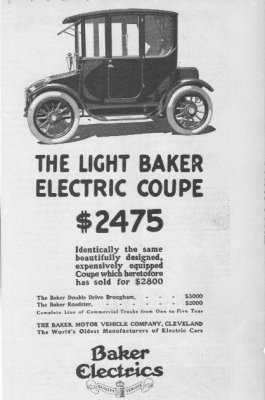 THE LIGHT BAKER
ELECTRIC COUPE
$2475
Identically the same
beautifully designed,
expensively equipped
Coupe which heretofore
has sold for $2800
The Baker Double Drive Brougham, - - - - $3000
The Baker Roadster, - - - - - - $2000
Complete Line of Commercial Trucks from One to Five Tons
THE BAKER MOTOR VEHICLE COMPANY, CLEVELAND
The World's Oldest Manufacturers of Electric Cars
Baker
Electrics
QUALITY SERVICE